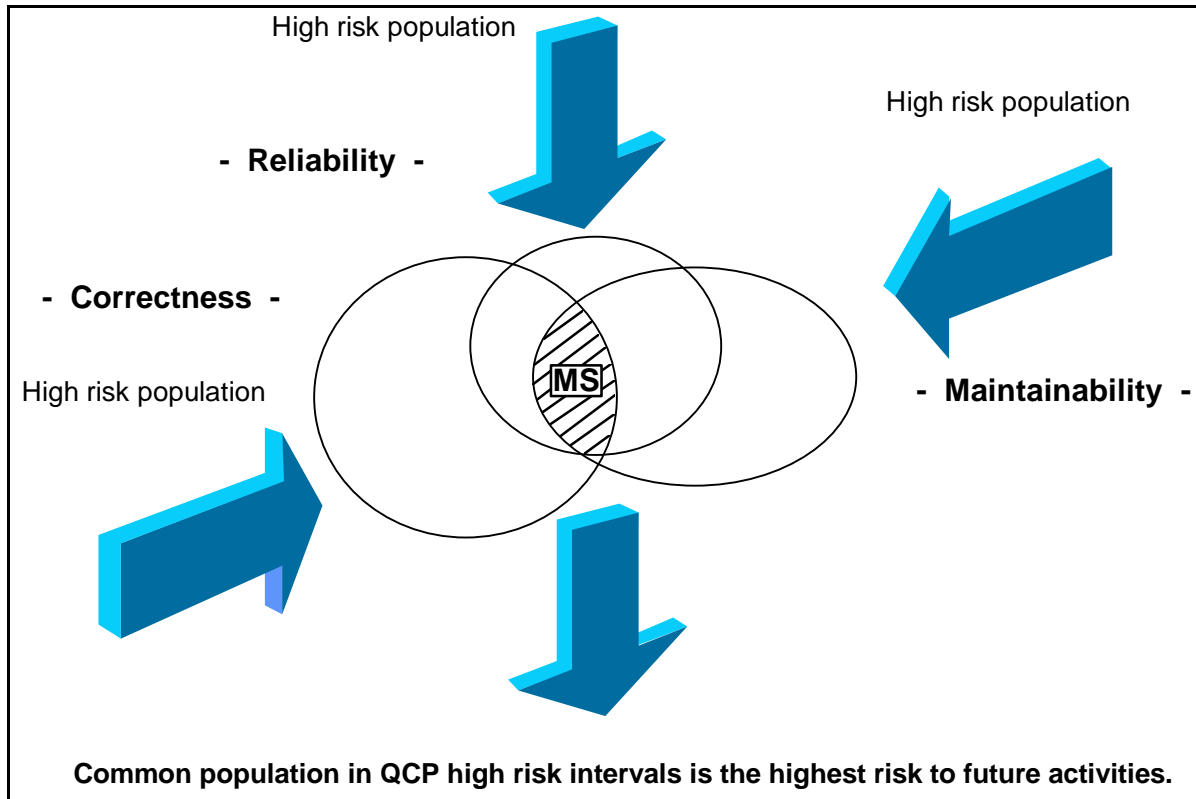 High risk population
High risk population
- Reliability -
- Correctness -
High risk population
MS
- Maintainability -
Common population in QCP high risk intervals is the highest risk to future activities.